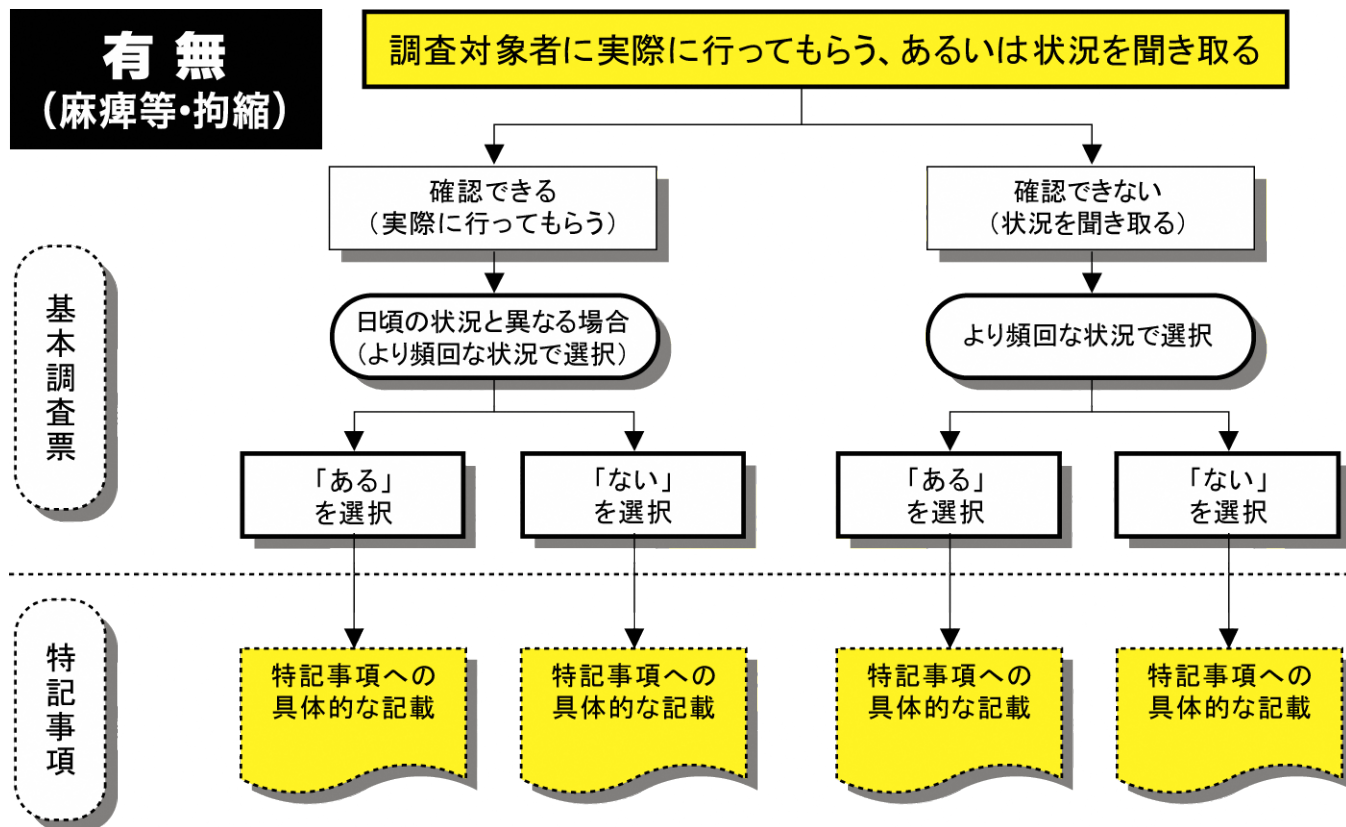 有無
（麻痺等・拘縮）
調査対象者に実際に行ってもらう、あるいは状況を聞き取る
確認できる
（実際に行ってもらう）
確認できない
（状況を聞き取る）
基本調査票
日頃の状況と異なる場合
（より頻回な状況で選択）
より頻回な状況で選択
「ある」
を選択
「ない」
を選択
「ある」
を選択
「ない」
を選択
特記事項
特記事項への
具体的な記載
特記事項への
具体的な記載
特記事項への
具体的な記載
特記事項への
具体的な記載